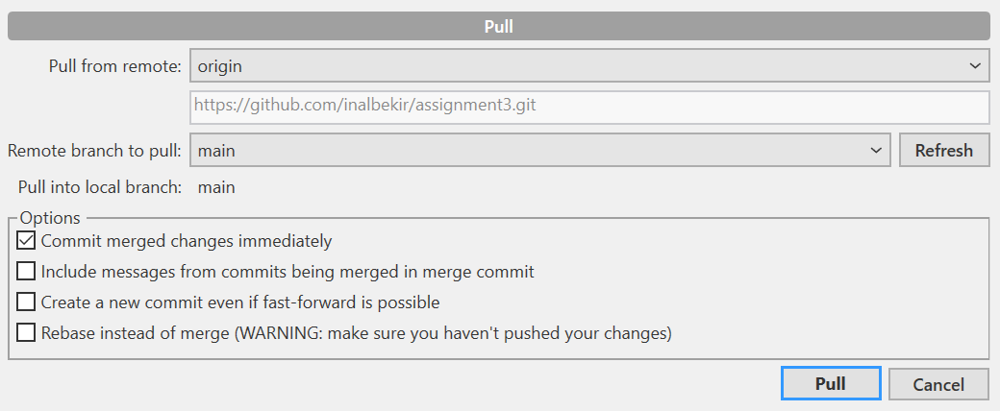 Pull
Pull from remote: origin
https://github.com/inalbekir/assignment3.git
Remote branch to pull: main Refresh
Pull into local branch: main
Options
Commit merged changes immediately
Include messages from commits being merged in merge commit
Create a new commit even if fast-forward is possible
Rebase instead of merge (WARNING: make sure you haven't pushed your changes)
Pull Cancel